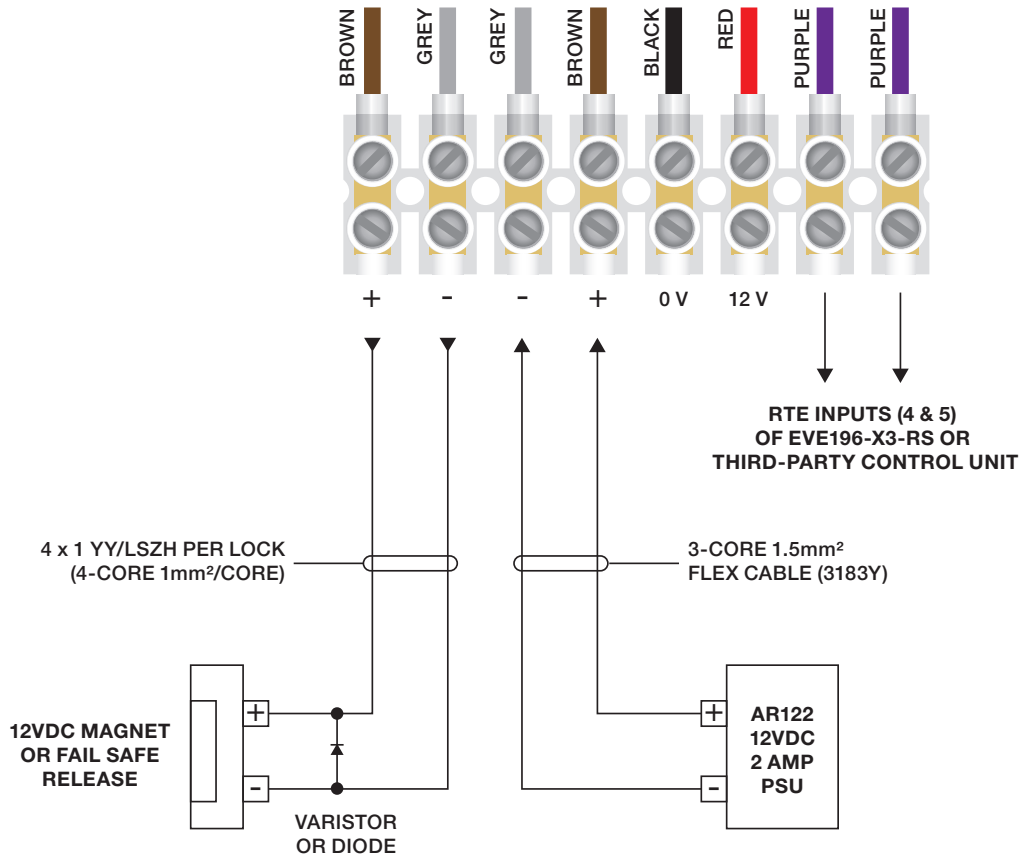 BROWN
GREY
GREY
BROWN
BLACK
RED
PURPLE
PURPLE
+
-
-
+
0 V
12 V
RTE INPUTS (4 & 5)
OF EVE196-X3-RS OR
THIRD-PARTY CONTROL UNIT
4 x 1 YY/LSZH PER LOCK
(4-CORE 1mm²/CORE)
3-CORE 1.5mm²
FLEX CABLE (3183Y)
12VDC MAGNET
OR FAIL SAFE
RELEASE
+
-
VARISTOR
OR DIODE
+
-
AR122
12VDC
2 AMP
PSU